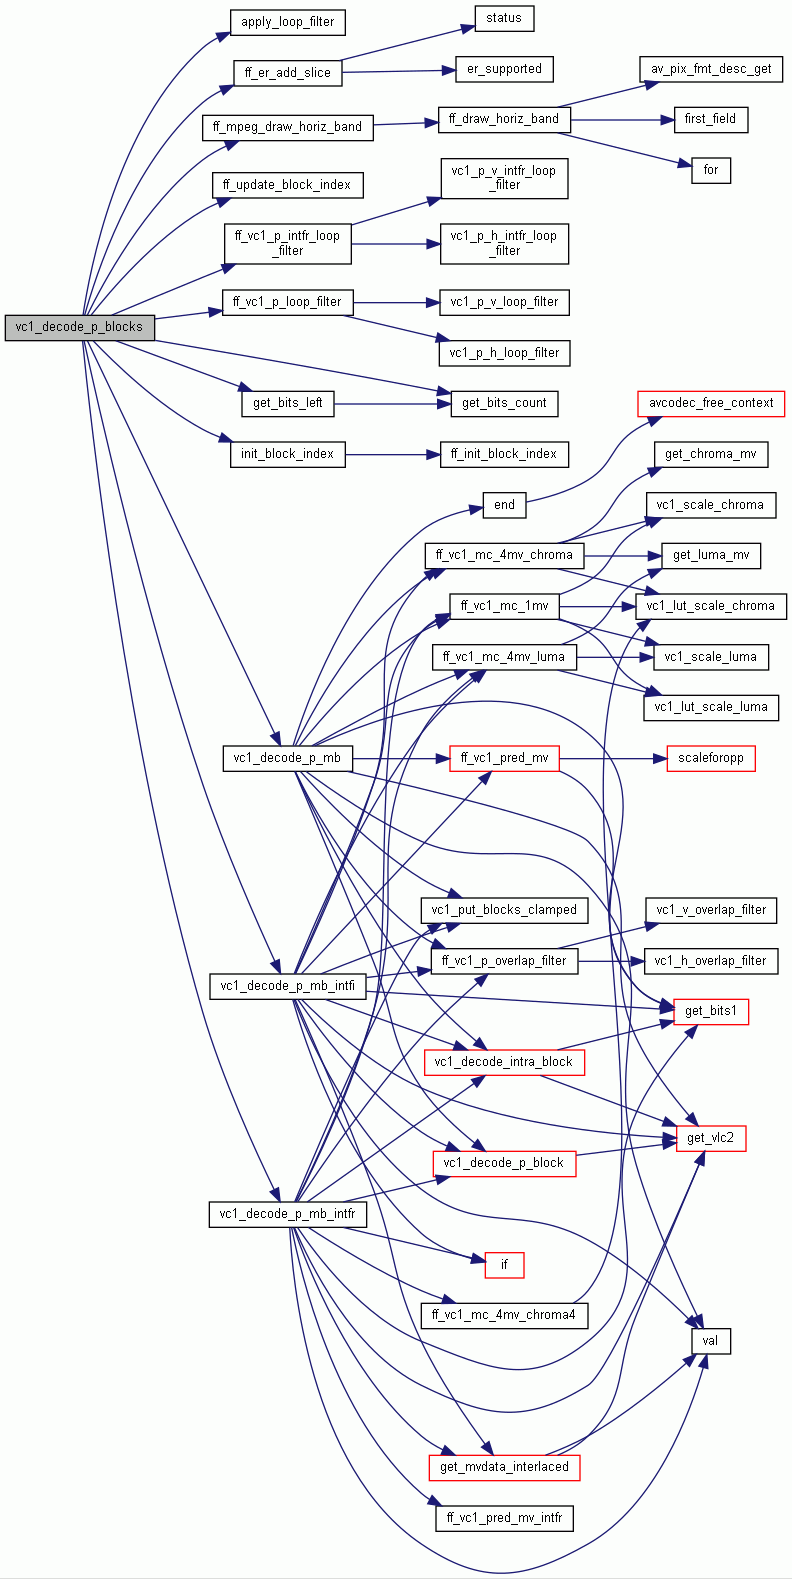 apply_loop_filter
status
ff_er_add_slice
er_supported
av_pix_fmt_desc_get
ff_mpeg_draw_horiz_band
ff_draw_horiz_band
first_field
for
ff_update_block_index
vc1_p_v_intfr_loop
_filter
ff_vc1_p_intfr_loop
_filter
vc1_p_h_intfr_loop
_filter
vc1_decode_p_blocks
ff_vc1_p_loop_filter
vc1_p_v_loop_filter
vc1_p_h_loop_filter
get_bits_left
get_bits_count
avcodec_free_context
init_block_index
ff_init_block_index
get_chroma_mv
end
vc1_scale_chroma
ff_vc1_mc_4mv_chroma
get_luma_mv
ff_vc1_mc_1mv
vc1_lut_scale_chroma
ff_vc1_mc_4mv_luma
vc1_scale_luma
vc1_lut_scale_luma
vc1_decode_p_mb
ff_vc1_pred_mv
scaleforopp
vc1_put_blocks_clamped
vc1_v_overlap_filter
ff_vc1_p_overlap_filter
vc1_h_overlap_filter
vc1_decode_p_mb_intfi
get_bits1
vc1_decode_intra_block
get_vlc2
vc1_decode_p_block
vc1_decode_p_mb_intfr
if
ff_vc1_mc_4mv_chroma4
val
get_mvdata_interlaced
ff_vc1_pred_mv_intfr